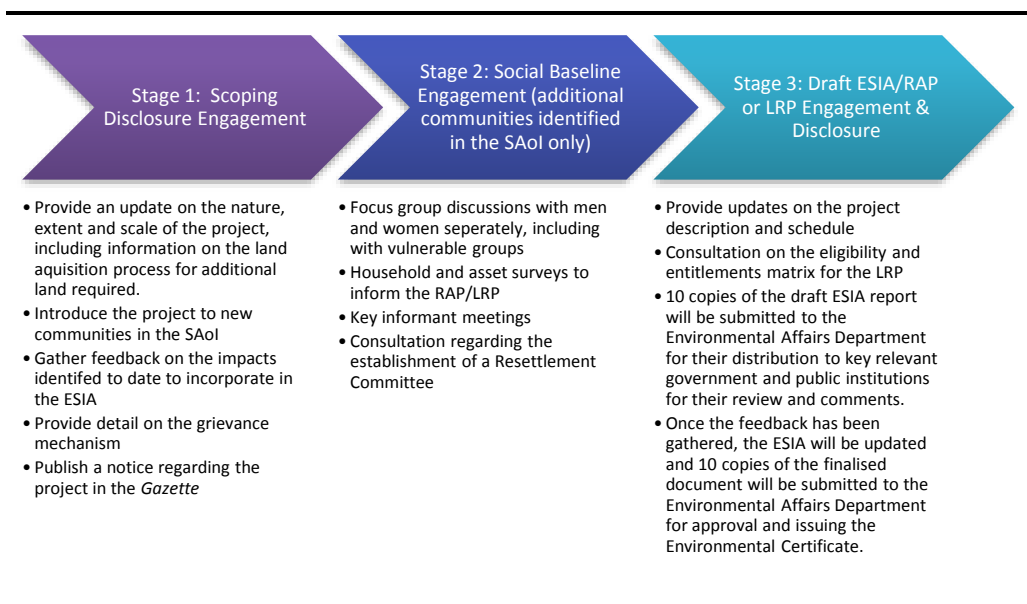 Stage 1:  Scoping
Disclosure Engagement
• Provide an update on the nature,
extent and scale of the project,
including information on the land
aquisition process for additional
land required.
• Introduce the project to new
communities in the SAoI
• Gather feedback on the impacts
identifed to date to incorporate in
the ESIA
• Provide detail on the grievance
mechanism
• Publish a notice regarding the
project in the Gazette
Stage 2: Social Baseline
Engagement (additional
communities identified
in the SAoI only)
• Focus group discussions with men
and women seperately, including
with vulnerable groups
• Household and asset surveys to
inform the RAP/LRP
• Key informant meetings
• Consultation regarding the
establishment of a Resettlement
Committee
Stage 3: Draft ESIA/RAP
or LRP Engagement &
Disclosure
• Provide updates on the project
description and schedule
• Consultation on the eligibility and
entitlements matrix for the LRP
• 10 copies of the draft ESIA report
will be submitted to the
Environmental Affairs Department
for their distribution to key relevant
government and public institutions
for their review and comments.
• Once the feedback has been
gathered, the ESIA will be updated
and 10 copies of the finalised
document will be submitted to the
Environmental Affairs Department
for approval and issuing the
Environmental Certificate.